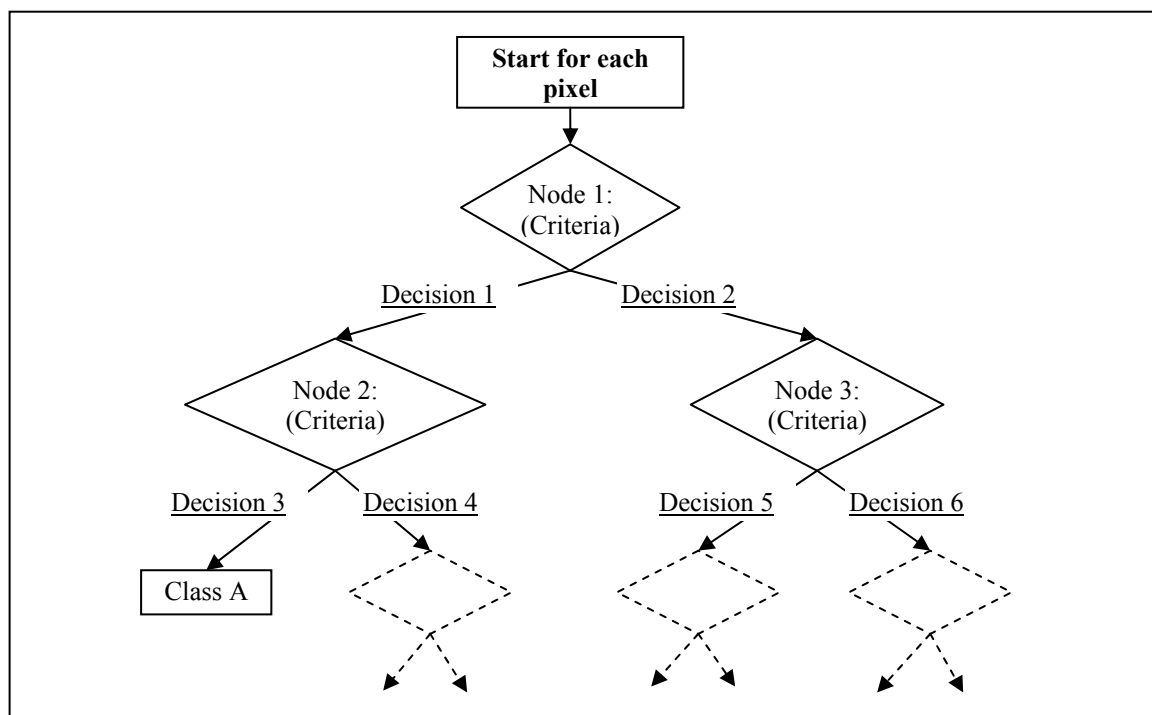 Start for each
pixel
Node 1:
(Criteria)
Decision 1
Decision 2
Node 2:
(Criteria)
Node 3:
(Criteria)
Decision 3
Decision 4
Decision 5
Decision 6
Class A